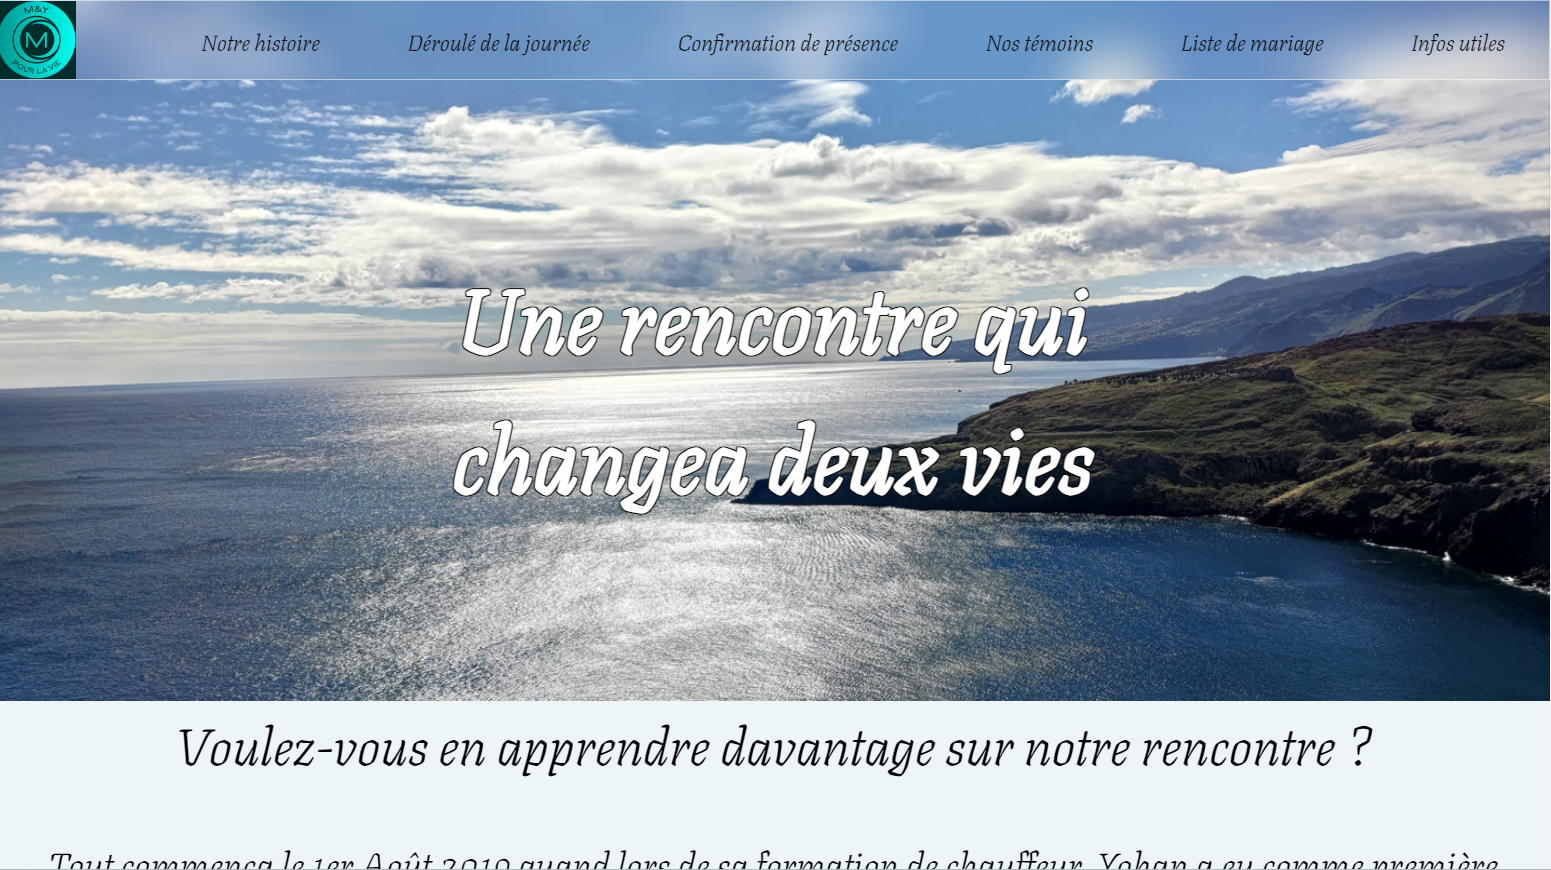 M&Y
M
POUR LA VIE
Notre histoire
Déroulé de la journée
Confirmation de présence
Nos témoins
Liste de mariage
Infos utiles
Une rencontre qui
changea deux vies
Voulez-vous en apprendre davantage sur notre rencontre ?
Tout commença le 1er Août 2019 quand lors de sa formation de chauffeur, Yohan a eu comme première